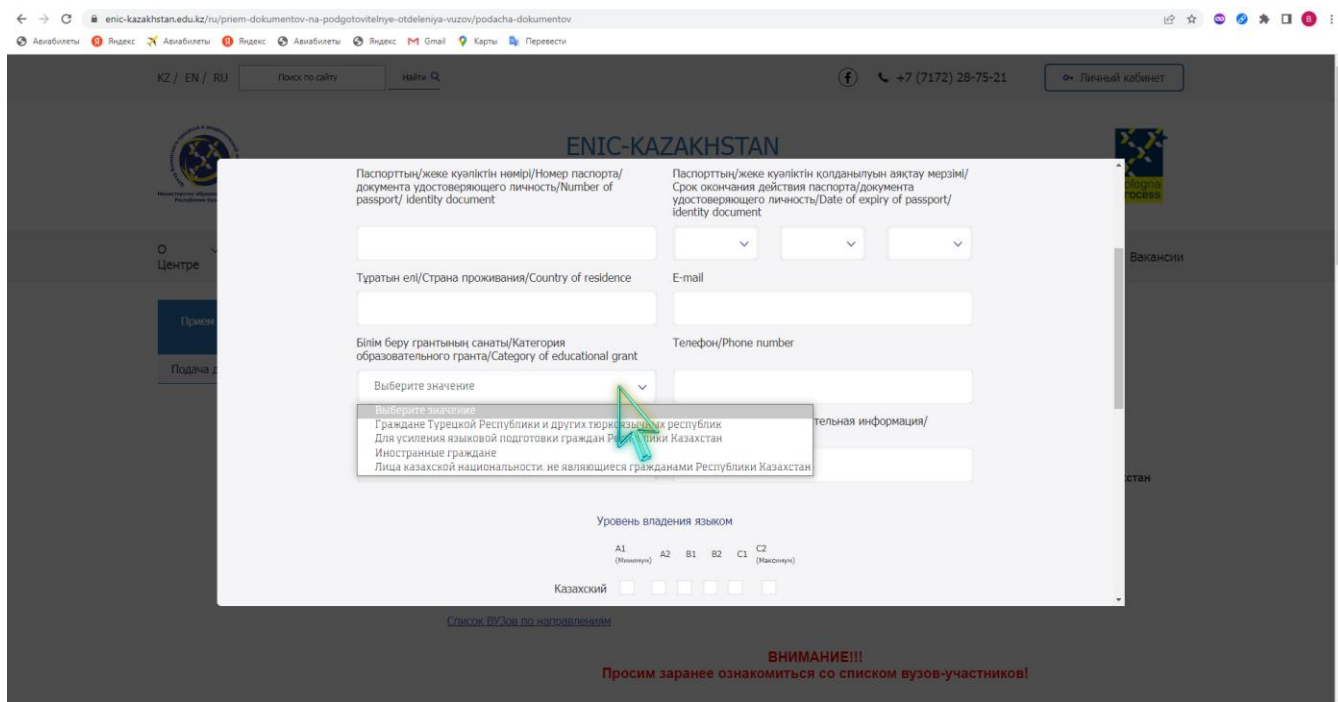 enic-kazakhstan.edu.kz/ru/priem-dokumentov-na-podgotovitelnye-otdeleniya-vuzov/podacha-dokumentov
Авиабилеты Яндекс Авиабилеты Яндекс Авиабилеты Яндекс Gmail Карты Перевести
KZ / EN / RU Поиск по сайту Найти +7 (7172) 28-75-21 Личный кабинет
ENIC-KAZAKHSTAN
Bologna
Process
О
Центре
Вакансии
Прием
Подача д
Паспорттың/жеке куәліктін нөмірі/Номер паспорта/
документа удостоверяющего личность/Number of
passport/ identity document
Паспорттың/жеке куәліктін қолданылуын аяқтау мерзімі/
Срок окончания действия паспорта/документа
удостоверяющего личность/Date of expiry of passport/
identity document
Тұратын елі/Страна проживания/Country of residence
E-mail
Білім беру грантының санаты/Категория
образовательного гранта/Category of educational grant
Телефон/Phone number
Выберите значение
Выберите значение
Граждане Турецкой Республики и других тюркоязычных республик
Для усиления языковой подготовки граждан Республики Казахстан
Иностранные граждане
Лица казахской национальности, не являющиеся гражданами Республики Казахстан
тельная информация/
стан
Уровень владения языком
A1 A2 B1 B2 C1 C2
(Минимум) (Максимум)
Казахский
Список ВУЗов по направлениям
ВНИМАНИЕ!!!
Просим заранее ознакомиться со списком вузов-участников!